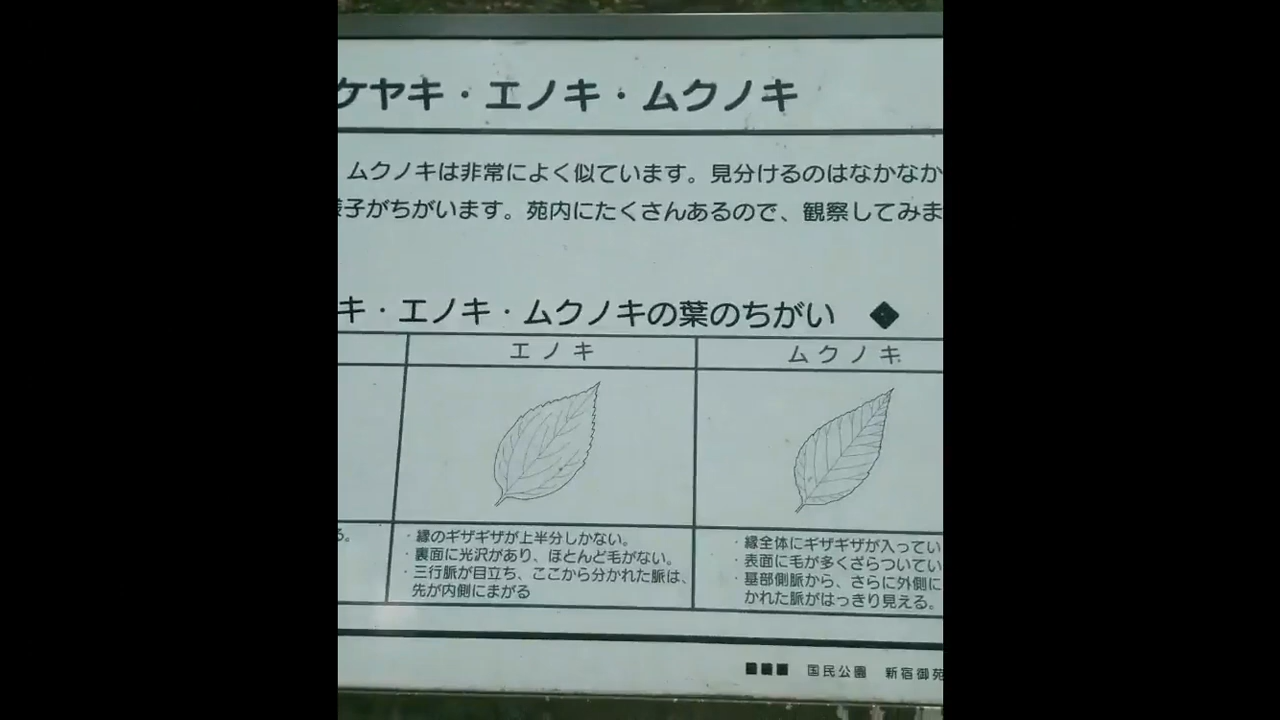 ケヤキ・エノキ・ムクノキ
ムクノキは非常によく似ています。見分けるのはなかなか
様子がちがいます。苑内にたくさんあるので、観察してみま
キ・エノキ・ムクノキの葉のちがい ◆
エノキ
ムクノキ
る。
・縁のギザギザが上半分しかない。
・裏面に光沢があり、ほとんど毛がない。
・三行脈が目立ち、ここから分かれた脈は、
先が内側にまがる
・縁全体にギザギザが入ってい
・表面に毛が多くざらついてい
・基部側脈から、さらに外側に
かれた脈がはっきり見える。
■■■ 国民公園 新宿御苑